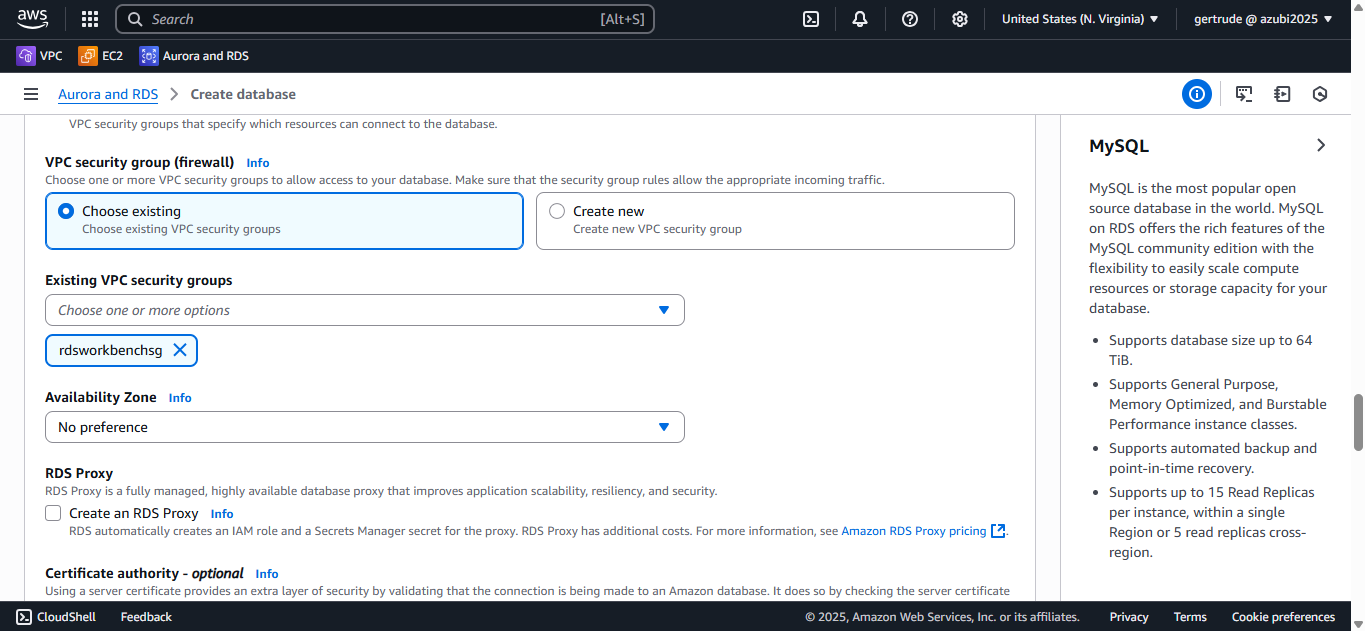 aws
Search
[Alt+S]
United States (N. Virginia)
gertrude @ azubi2025
VPC
EC2
Aurora and RDS
Aurora and RDS
Create database
VPC security groups that specify which resources can connect to the database.
VPC security group (firewall) Info
Choose one or more VPC security groups to allow access to your database. Make sure that the security group rules allow the appropriate incoming traffic.
Choose existing
Choose existing VPC security groups
Create new
Create new VPC security group
Existing VPC security groups
Choose one or more options
rdsworkbenchsg
Availability Zone Info
No preference
RDS Proxy
RDS Proxy is a fully managed, highly available database proxy that improves application scalability, resiliency, and security.
Create an RDS Proxy Info
RDS automatically creates an IAM role and a Secrets Manager secret for the proxy. RDS Proxy has additional costs. For more information, see Amazon RDS Proxy pricing.
Certificate authority - optional Info
Using a server certificate provides an extra layer of security by validating that the connection is being made to an Amazon database. It does so by checking the server certificate
MySQL
MySQL is the most popular open
source database in the world. MySQL
on RDS offers the rich features of the
MySQL community edition with the
flexibility to easily scale compute
resources or storage capacity for your
database.
• Supports database size up to 64
TiB.
• Supports General Purpose,
Memory Optimized, and Burstable
Performance instance classes.
• Supports automated backup and
point-in-time recovery.
• Supports up to 15 Read Replicas
per instance, within a single
Region or 5 read replicas cross-
region.
CloudShell
Feedback
© 2025, Amazon Web Services, Inc. or its affiliates.
Privacy
Terms
Cookie preferences